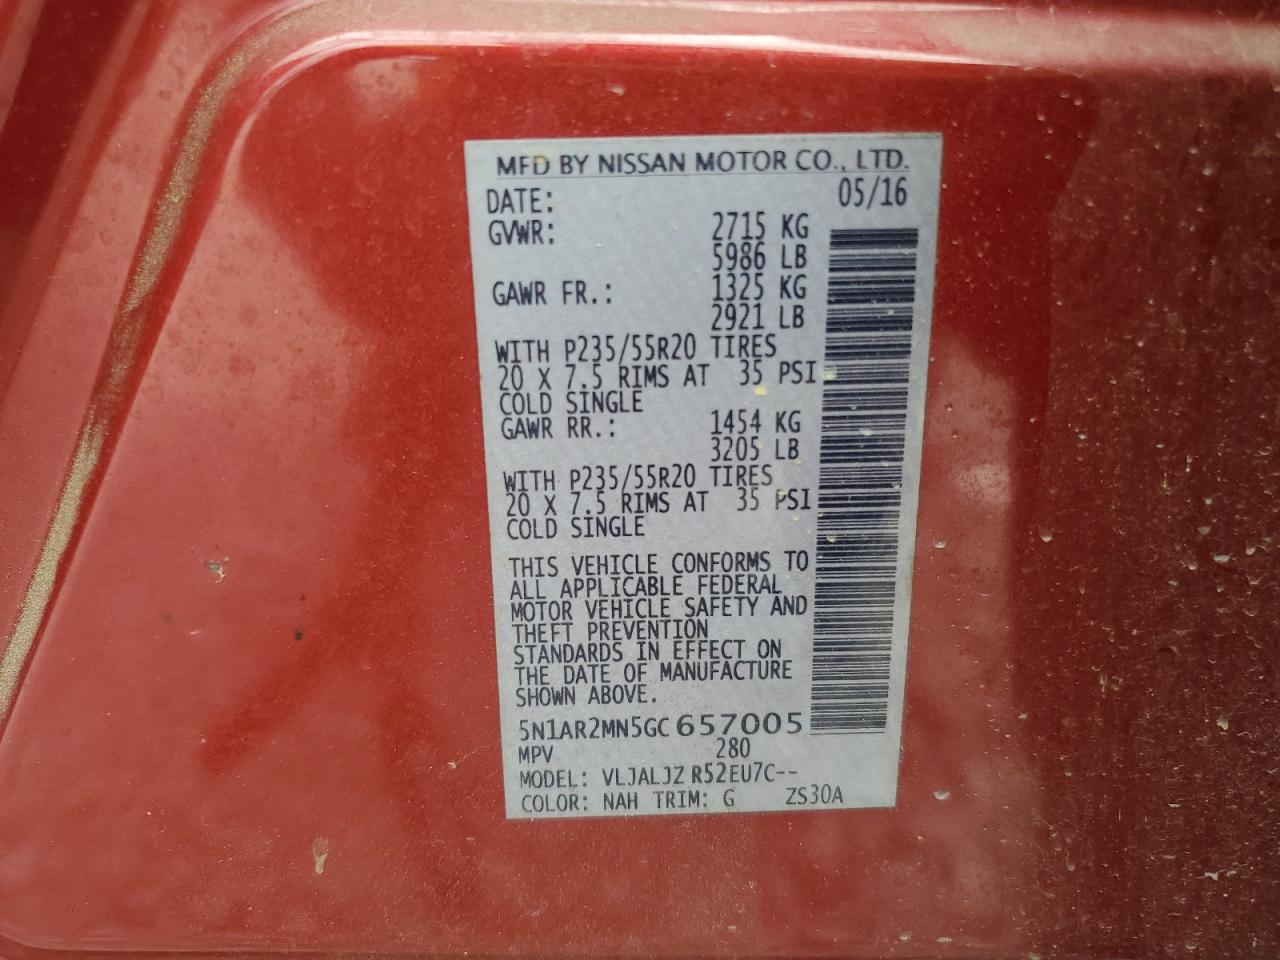 MFD BY NISSAN MOTOR CO., LTD.
DATE: 05/16
GVWR: 2715 KG
5986 LB
GAWR FR.: 1325 KG
2921 LB
WITH P235/55R20 TIRES
20 X 7.5 RIMS AT 35 PSI
COLD SINGLE
GAWR RR.: 1454 KG
3205 LB
WITH P235/55R20 TIRES
20 X 7.5 RIMS AT 35 PSI
COLD SINGLE
THIS VEHICLE CONFORMS TO
ALL APPLICABLE FEDERAL
MOTOR VEHICLE SAFETY AND
THEFT PREVENTION
STANDARDS IN EFFECT ON
THE DATE OF MANUFACTURE
SHOWN ABOVE.
5N1AR2MN5GC 657005
MPV 280
MODEL: VLJALJZ R52EU7C--
COLOR: NAH TRIM: G ZS30A